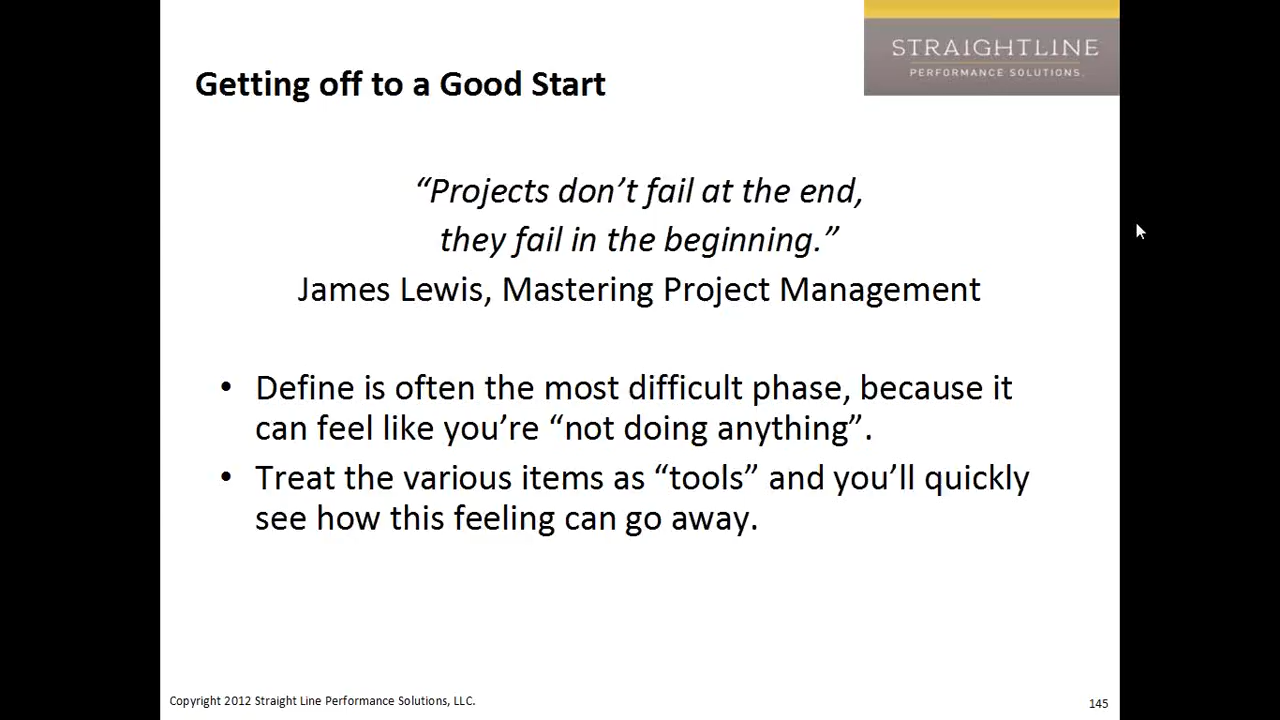 STRAIGHTLINE
PERFORMANCE SOLUTIONS.
Getting off to a Good Start
“Projects don’t fail at the end,
they fail in the beginning.”
James Lewis, Mastering Project Management
• Define is often the most difficult phase, because it
can feel like you’re “not doing anything”.
• Treat the various items as “tools” and you’ll quickly
see how this feeling can go away.
Copyright 2012 Straight Line Performance Solutions, LLC.
145